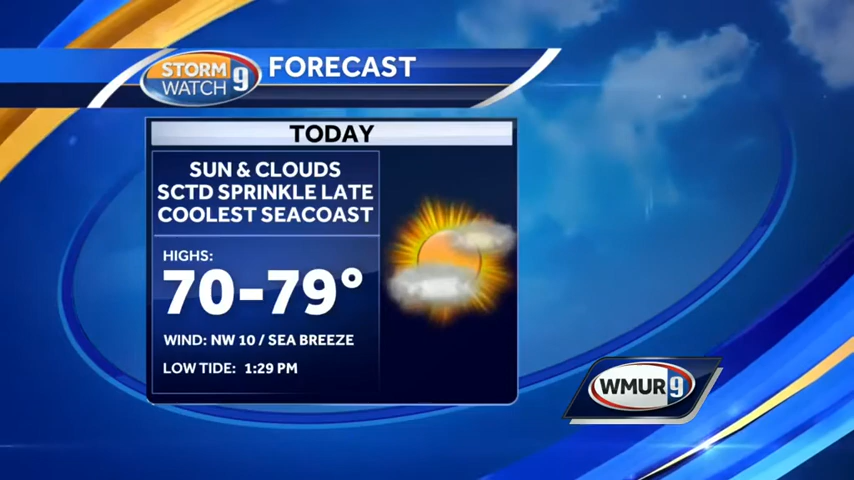 STORM
WATCH 9
FORECAST
TODAY
SUN & CLOUDS
SCTD SPRINKLE LATE
COOLEST SEACOAST
HIGHS:
70-79°
WIND: NW 10 / SEA BREEZE
LOW TIDE: 1:29 PM
WMUR 9